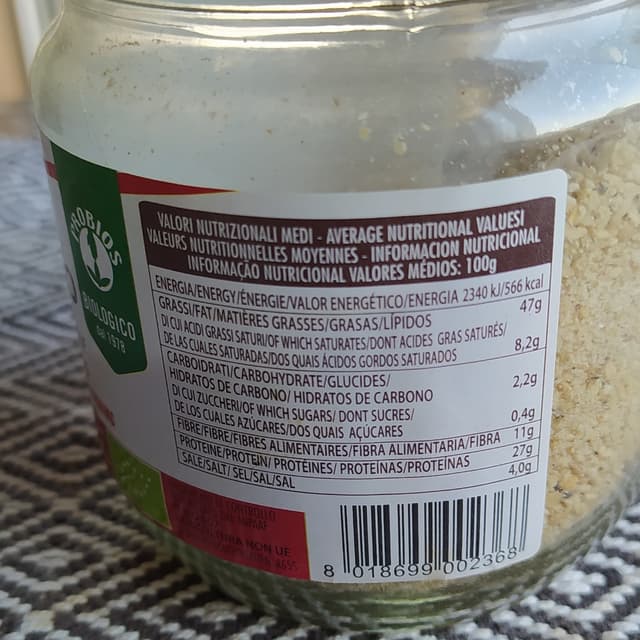 PROBIOS
BIOLOGICO
dal 1978
VALORI NUTRIZIONALI MEDI - AVERAGE NUTRITIONAL VALUESI
VALEURS NUTRITIONNELLES MOYENNES - INFORMACION NUTRICIONAL
INFORMAÇÃO NUTRICIONAL VALORES MÉDIOS: 100g
ENERGIA/ENERGY/ÉNERGIE/VALOR ENERGÉTICO/ENERGIA 2340 kJ/566 kcal
GRASSI/FAT/MATIÈRES GRASSES/GRASAS/LÍPIDOS 47g
DI CUI ACIDI GRASSI SATURI/OF WHICH SATURATES/DONT ACIDES GRAS SATURÉS/
DE LAS CUALES SATURADAS/DOS QUAIS ÁCIDOS GORDOS SATURADOS 8,2g
CARBOIDRATI/CARBOHYDRATE/GLUCIDES/
HIDRATOS DE CARBONO/ HIDRATOS DE CARBONO 2,2g
DI CUI ZUCCHERI/OF WHICH SUGARS/ DONT SUCRES/
DE LOS CUALES AZÚCARES/DOS QUAIS AÇUCARES 0,4g
FIBRE/FIBRE/FIBRES ALIMENTAIRES/FIBRA ALIMENTARIA/FIBRA 11g
PROTEINE/PROTEIN/ PROTÉINES/ PROTEÍNAS/PROTEÍNAS 27g
SALE/SALT/ SEL/SAL/SAL 4,0g
NON UE
8 018699 002368